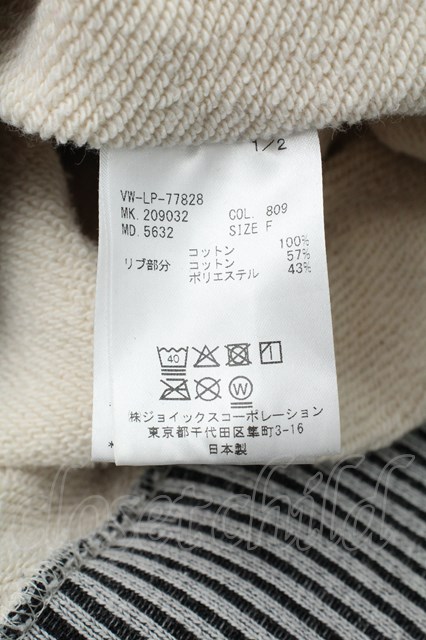 1/2
VW-LP-77828
MK. 209032 COL. 809
MD. 5632 SIZE F
コットン 100%
リブ部分 コットン 57%
ポリエステル 43%
40
W
㈱ジョイックスコーポレーション
東京都千代田区隼町3-16
* 日本製
closetchild